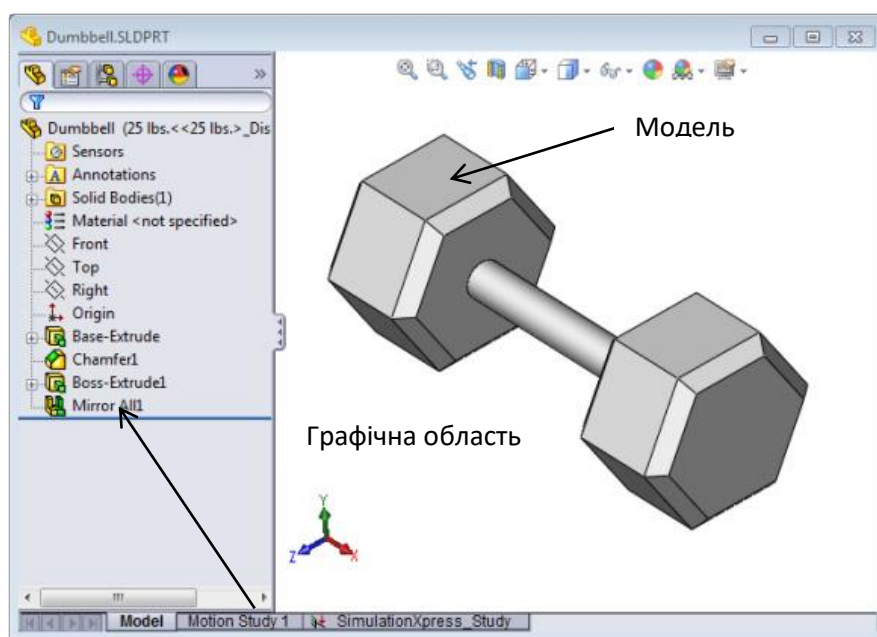 Dumbbell.SLDPRT
»
Dumbbell (25 lbs.<<25 lbs.>_Dis
Sensors
A Annotations
Solid Bodies(1)
Material <not specified>
Front
Top
Right
Origin
Base-Extrude
Chamfer1
Boss-Extrude1
Mirror All1
Модель
Графічна область
Y
Z
X
Model Motion Study 1 SimulationXpress_Study